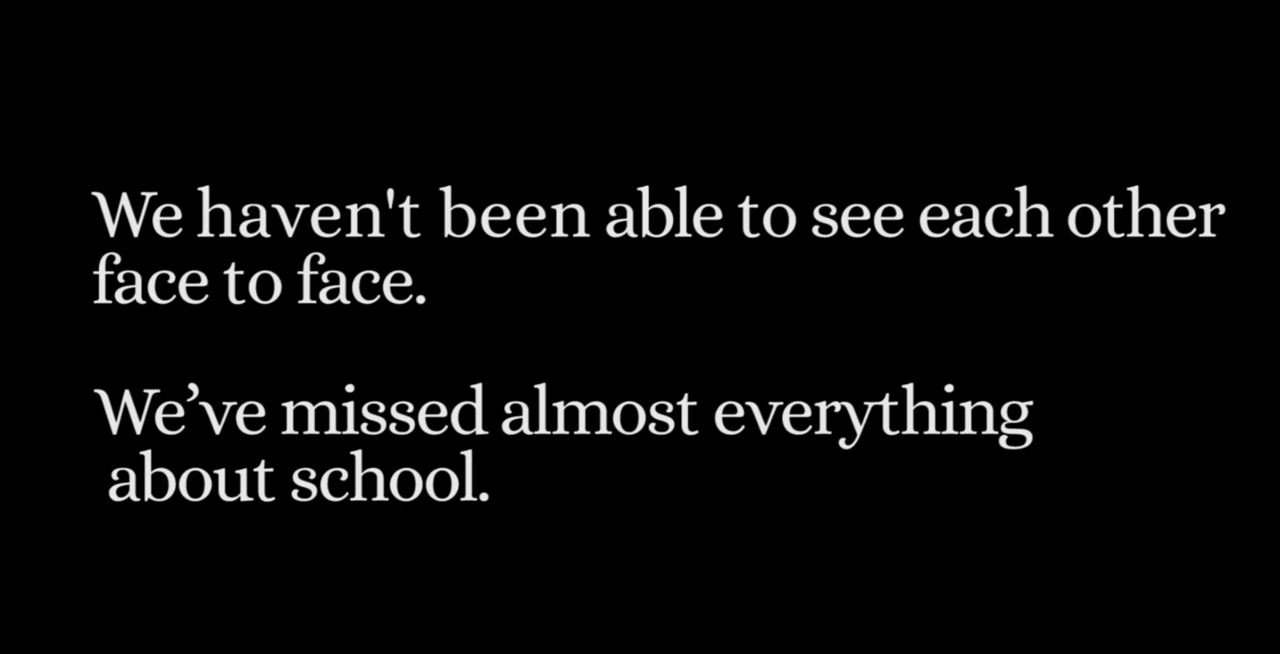 We haven't been able to see each other
face to face.
We’ve missed almost everything
about school.